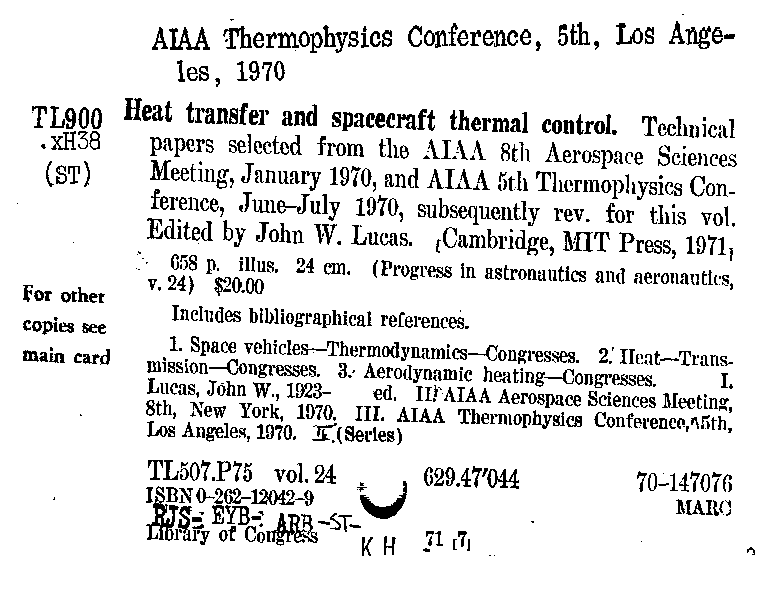 AIAA Thermophysics Conference, 5th, Los Ange-
les, 1970
TL900
.xH38
(ST)
Heat transfer and spacecraft thermal control. Technical
papers selected from the AIAA 8th Aerospace Sciences
Meeting, January 1970, and AIAA 5th Thermophysics Con-
ference, June–July 1970, subsequently rev. for this vol.
Edited by John W. Lucas. [Cambridge, MIT Press, 1971]
658 p. illus. 24 cm. (Progress in astronautics and aeronautics,
v. 24) $20.00
For other
copies see
main card
Includes bibliographical references.
1. Space vehicles—Thermodynamics—Congresses. 2. Heat—Trans-
mission—Congresses. 3. Aerodynamic heating—Congresses. I.
Lucas, John W., 1923– ed. II. AIAA Aerospace Sciences Meeting,
8th, New York, 1970. III. AIAA Thermophysics Conference, 5th,
Los Angeles, 1970. (Series)
TL507.P75 vol. 24 629.47′044 70–147076
ISBN 0–262–12042–9 MARC
RJS- EYB- ARB -ST-
Library of Congress
K H 71 [7]